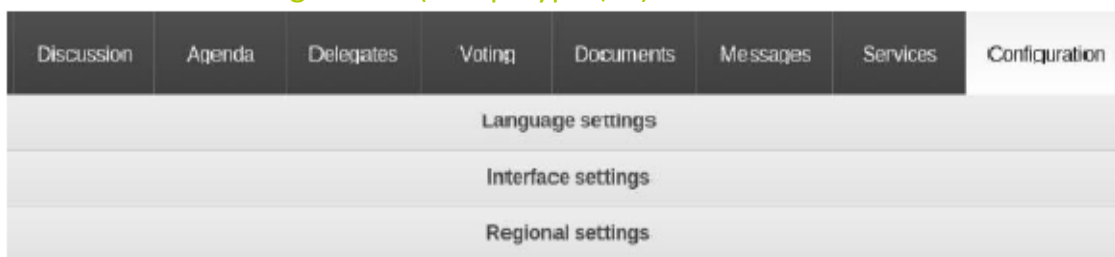 Discussion Agenda Delegates Voting Documents Messages Services Configuration
Language settings
Interface settings
Regional settings